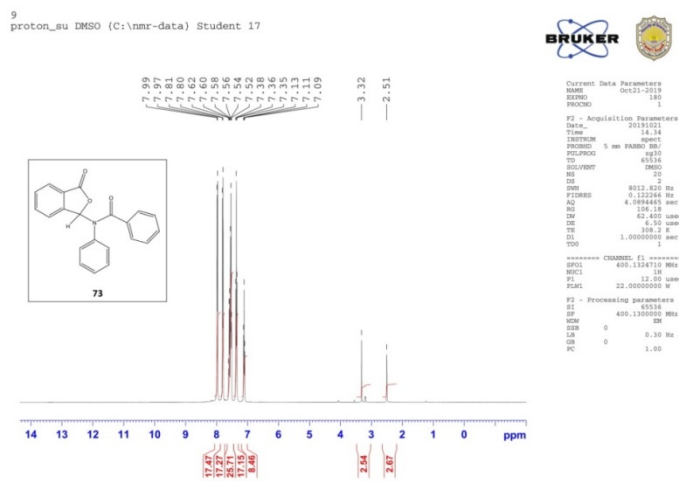 9
proton_su DMSO {C:\nmr-data} Student 17
BRUKER
7.99
7.97
7.81
7.80
7.62
7.60
7.58
7.56
7.54
7.52
7.38
7.36
7.35
7.13
7.11
7.09
3.32
2.51
Current Data Parameters
NAME Oct21-2019
EXPNO 180
PROCNO 1
F2 - Acquisition Parameters
Date_ 20191021
Time 14.34
INSTRUM spect
PROBHD 5 mm PABBO BB/
PULPROG zg30
TD 65536
SOLVENT DMSO
NS 20
DS 2
SWH 8012.820 Hz
FIDRES 0.122266 Hz
AQ 4.0894465 sec
RG 106.18
DW 62.400 usec
DE 6.50 usec
TE 308.2 K
D1 1.00000000 sec
TD0 1
======== CHANNEL f1 ========
SFO1 400.1324710 MHz
NUC1 1H
P1 12.00 usec
PLW1 22.00000000 W
F2 - Processing parameters
SI 65536
SF 400.1300000 MHz
WDW EM
SSB 0
LB 0.30 Hz
GB 0
PC 1.00
O
O
O
H
N
73
14 13 12 11 10 9 8 7 6 5 4 3 2 1 0 ppm
17.47
17.27
25.71
17.15
8.46
2.54
2.67